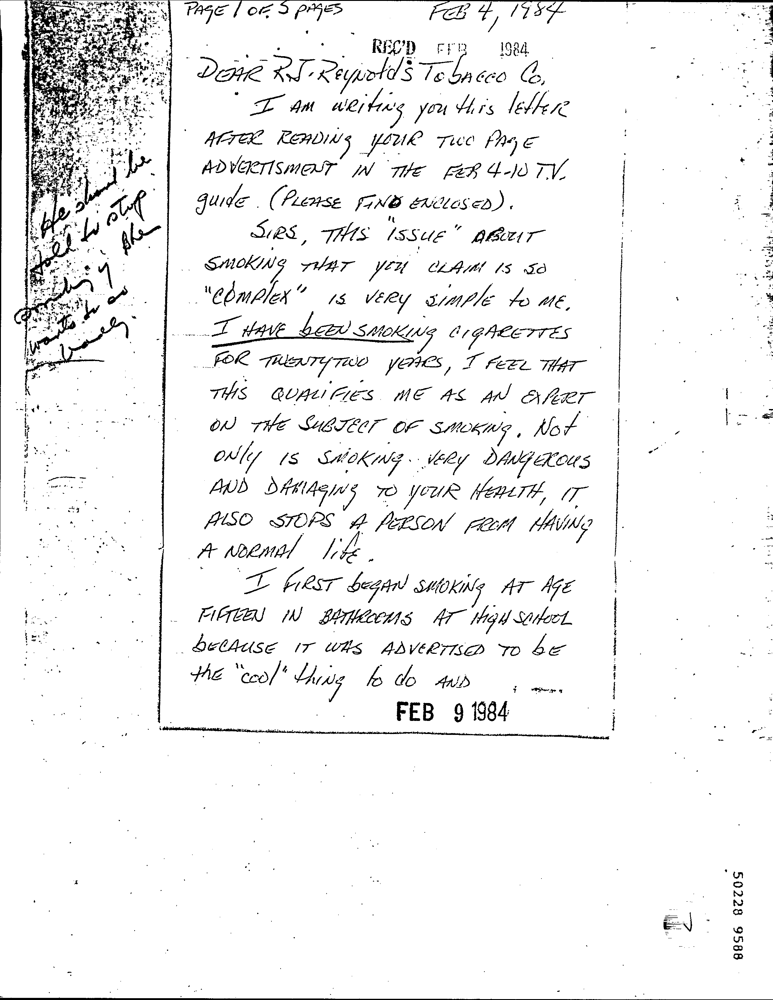 PAGE 1 OF 5 PAGES FEB 4, 1984
REC'D FEB 1984
DEAR R.J. Reynold's Tobacco Co.
I AM writing you this letter
AFTER READING YOUR TWO PAGE
ADVERTISMENT IN THE FEB 4-10 T.V.
guide. (PLEASE FIND ENCLOSED).
SIRS, THIS "ISSUE" ABOUT
SMOKING THAT YOU CLAIM IS SO
"COMPLEX" IS VERY SIMPLE to ME.
I HAVE bEEN SMOKING CIGARETTES
FOR TWENTYTWO YEARS, I FEEL THAT
THIS QUALIFIES ME AS AN EXPERT
ON THE SUBJECT OF SMOKING. Not
ONly IS SMOKING VERY DANGEROUS
AND DAMAGING TO YOUR HEALTH, IT
ALSO STOPS A PERSON FROM HAVING
A NORMAl life.
I FIRST bEGAN SMOKING AT AGE
FIFTEEN IN BATHROOMS AT HIGH SCHOOL
bECAUSE IT WAS ADVERTISED TO bE
thE "cool" thing to do AND
FEB 9 1984
He should be
told to stop
smoking if she
wants to so
badly.
50228 9588